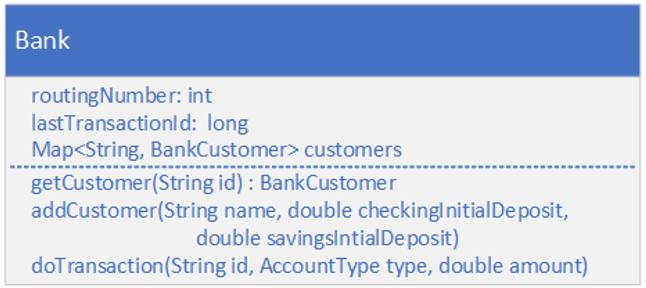 Bank
routingNumber: int
lastTransactionId:  long
Map<String, BankCustomer> customers
getCustomer(String id) : BankCustomer
addCustomer(String name, double checkingInitialDeposit,
double savingsIntialDeposit)
doTransaction(String id, AccountType type, double amount)